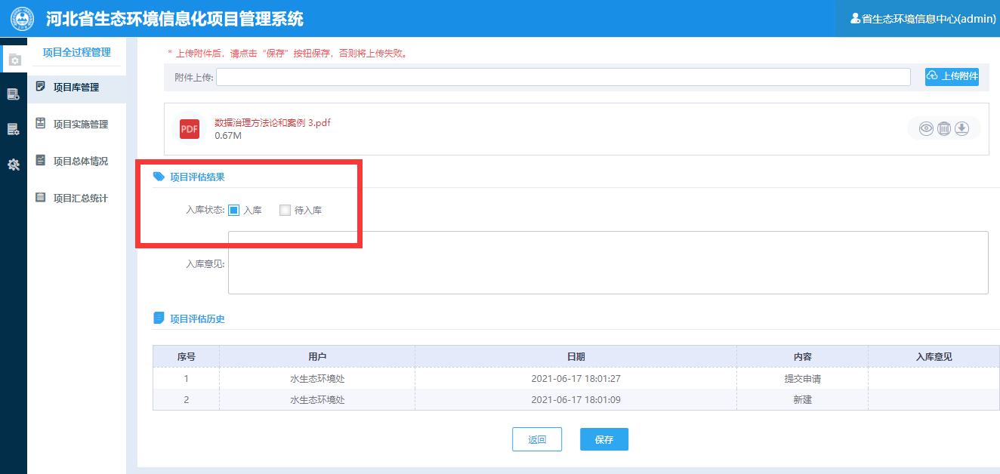 河北省生态环境信息化项目管理系统
省生态环境信息中心(admin)
项目全过程管理
项目库管理
项目实施管理
项目总体情况
项目汇总统计
* 上传附件后，请点击“保存”按钮保存，否则将上传失败。
附件上传:
上传附件
PDF
数据治理方法论和案例 3.pdf
0.67M
项目评估结果
入库状态: 入库 待入库
入库意见:
项目评估历史
序号 用户 日期 内容 入库意见
1 水生态环境处 2021-06-17 18:01:27 提交申请
2 水生态环境处 2021-06-17 18:01:09 新建
返回 保存